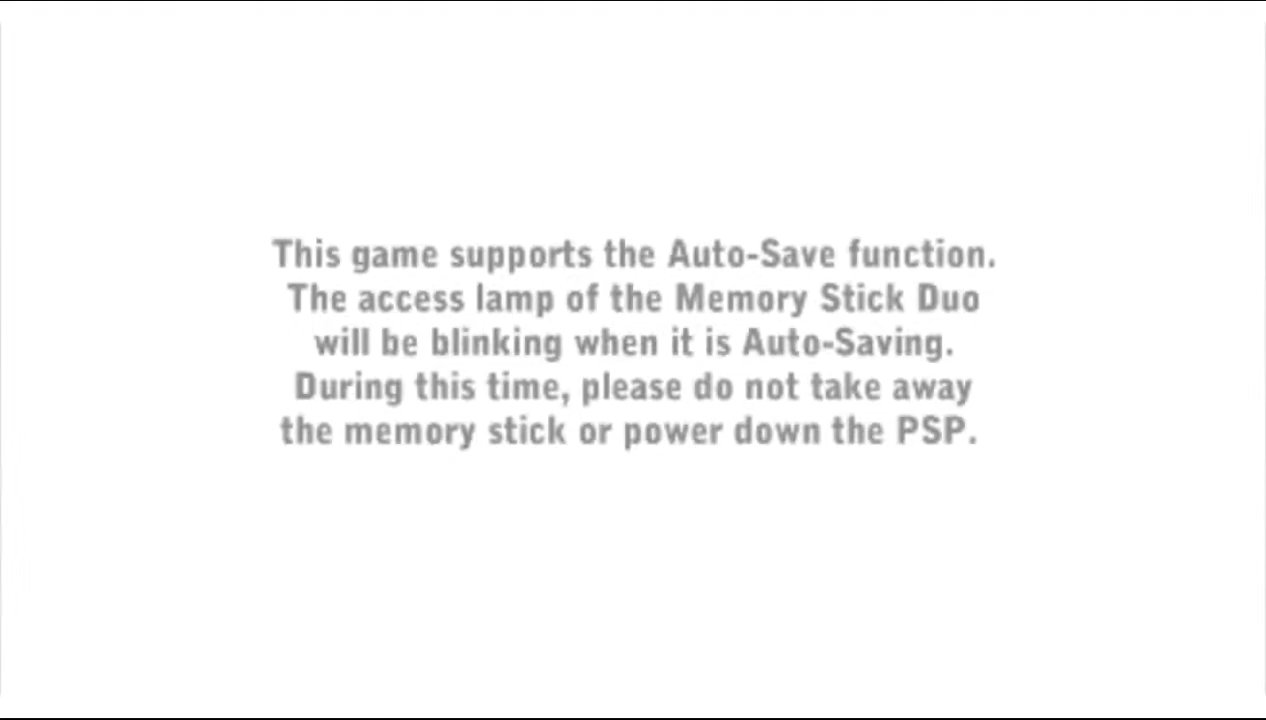 This game supports the Auto-Save function.
The access lamp of the Memory Stick Duo
will be blinking when it is Auto-Saving.
During this time, please do not take away
the memory stick or power down the PSP.